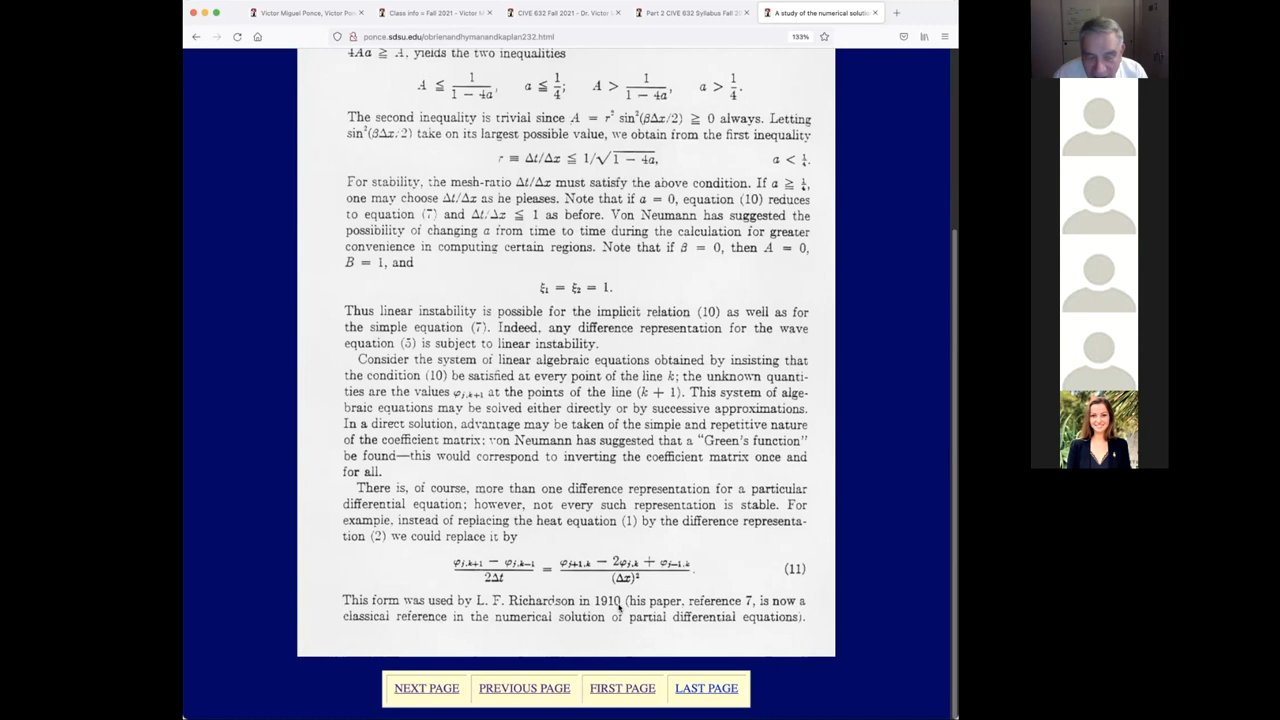 Victor Miguel Ponce, Victor Pon
Class info = Fall 2021 - Victor M
CIVE 632 Fall 2021 - Dr. Victor
Part 2 CIVE 632 Syllabus Fall 2
A study of the numerical solutio
ponce.sdsu.edu/obrienandhymanandkaplan232.html
133%
4Aa ≧ A, yields the two inequalities
A ≦ 1/(1 − 4a), a ≦ 1/4; A > 1/(1 − 4a), a > 1/4.
The second inequality is trivial since A = r² sin²(βΔx/2) ≧ 0 always. Letting
sin²(βΔx/2) take on its largest possible value, we obtain from the first inequality
r ≡ Δt/Δx ≦ 1/√(1 − 4a), a < ¼.
For stability, the mesh-ratio Δt/Δx must satisfy the above condition. If a ≧ ¼,
one may choose Δt/Δx as he pleases. Note that if a = 0, equation (10) reduces
to equation (7) and Δt/Δx ≦ 1 as before. Von Neumann has suggested the
possibility of changing a from time to time during the calculation for greater
convenience in computing certain regions. Note that if β = 0, then A = 0,
B = 1, and
ξ₁ = ξ₂ = 1.
Thus linear instability is possible for the implicit relation (10) as well as for
the simple equation (7). Indeed, any difference representation for the wave
equation (5) is subject to linear instability.
Consider the system of linear algebraic equations obtained by insisting that
the condition (10) be satisfied at every point of the line k; the unknown quanti-
ties are the values φj,k+1 at the points of the line (k + 1). This system of alge-
braic equations may be solved either directly or by successive approximations.
In a direct solution, advantage may be taken of the simple and repetitive nature
of the coefficient matrix; von Neumann has suggested that a "Green's function"
be found—this would correspond to inverting the coefficient matrix once and
for all.
There is, of course, more than one difference representation for a particular
differential equation; however, not every such representation is stable. For
example, instead of replacing the heat equation (1) by the difference representa-
tion (2) we could replace it by
(φj,k+1 − φj,k−1)/2Δt = (φj+1,k − 2φj,k + φj−1,k)/(Δx)². (11)
This form was used by L. F. Richardson in 1910 (his paper, reference 7, is now a
classical reference in the numerical solution of partial differential equations).
NEXT PAGE PREVIOUS PAGE FIRST PAGE LAST PAGE